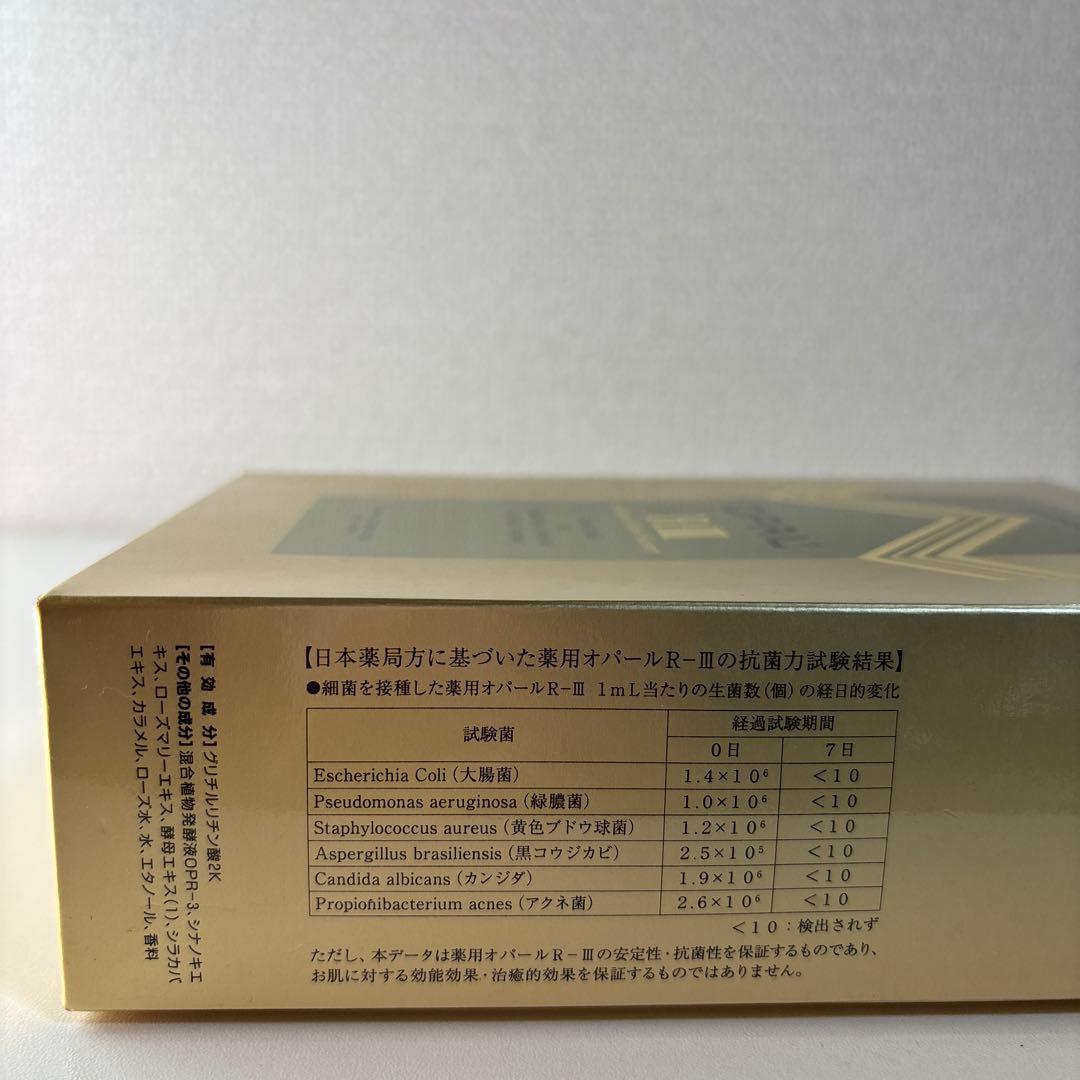 【日本薬局方に基づいた薬用オパールR-Ⅲの抗菌力試験結果】
●細菌を接種した薬用オパールR-Ⅲ 1mL当たりの生菌数(個)の経日的変化
試験菌 経過試験期間
0日 7日
Escherichia Coli(大腸菌) 1.4×10⁶ <10
Pseudomonas aeruginosa(緑膿菌) 1.0×10⁶ <10
Staphylococcus aureus(黄色ブドウ球菌) 1.2×10⁶ <10
Aspergillus brasiliensis(黒コウジカビ) 2.5×10⁵ <10
Candida albicans(カンジダ) 1.9×10⁶ <10
Propionibacterium acnes(アクネ菌) 2.6×10⁶ <10
<10:検出されず
ただし、本データは薬用オパールR-Ⅲの安定性・抗菌性を保証するものであり、
お肌に対する効能効果・治癒的効果を保証するものではありません。
【有効成分】グリチルリチン酸2K
【その他の成分】混合植物発酵液OPR-3、シナノキエ
キス、ローズマリーエキス、酵母エキス(1)、シラカバ
エキス、カラメル、ローズ水、水、エタノール、香料